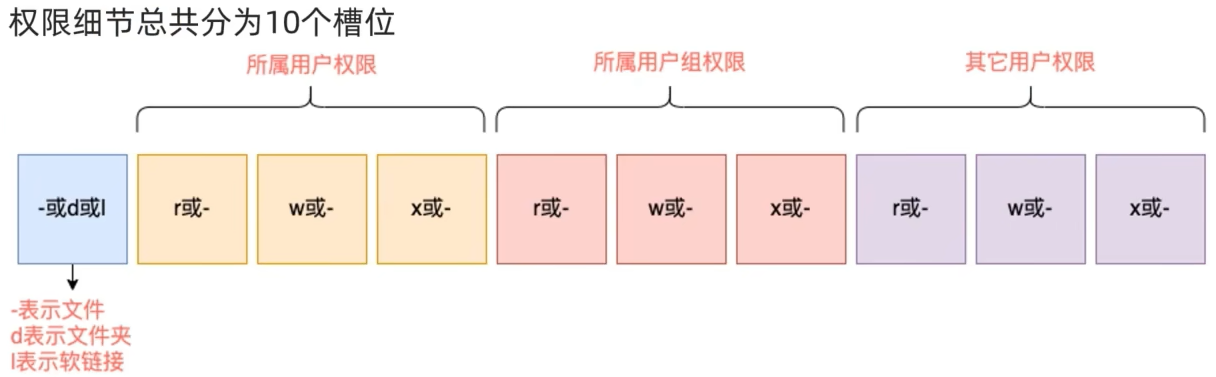 权限细节总共分为10个槽位
所属用户权限 所属用户组权限 其它用户权限
-或d或l r或- w或- x或- r或- w或- x或- r或- w或- x或-
-表示文件
d表示文件夹
l表示软链接